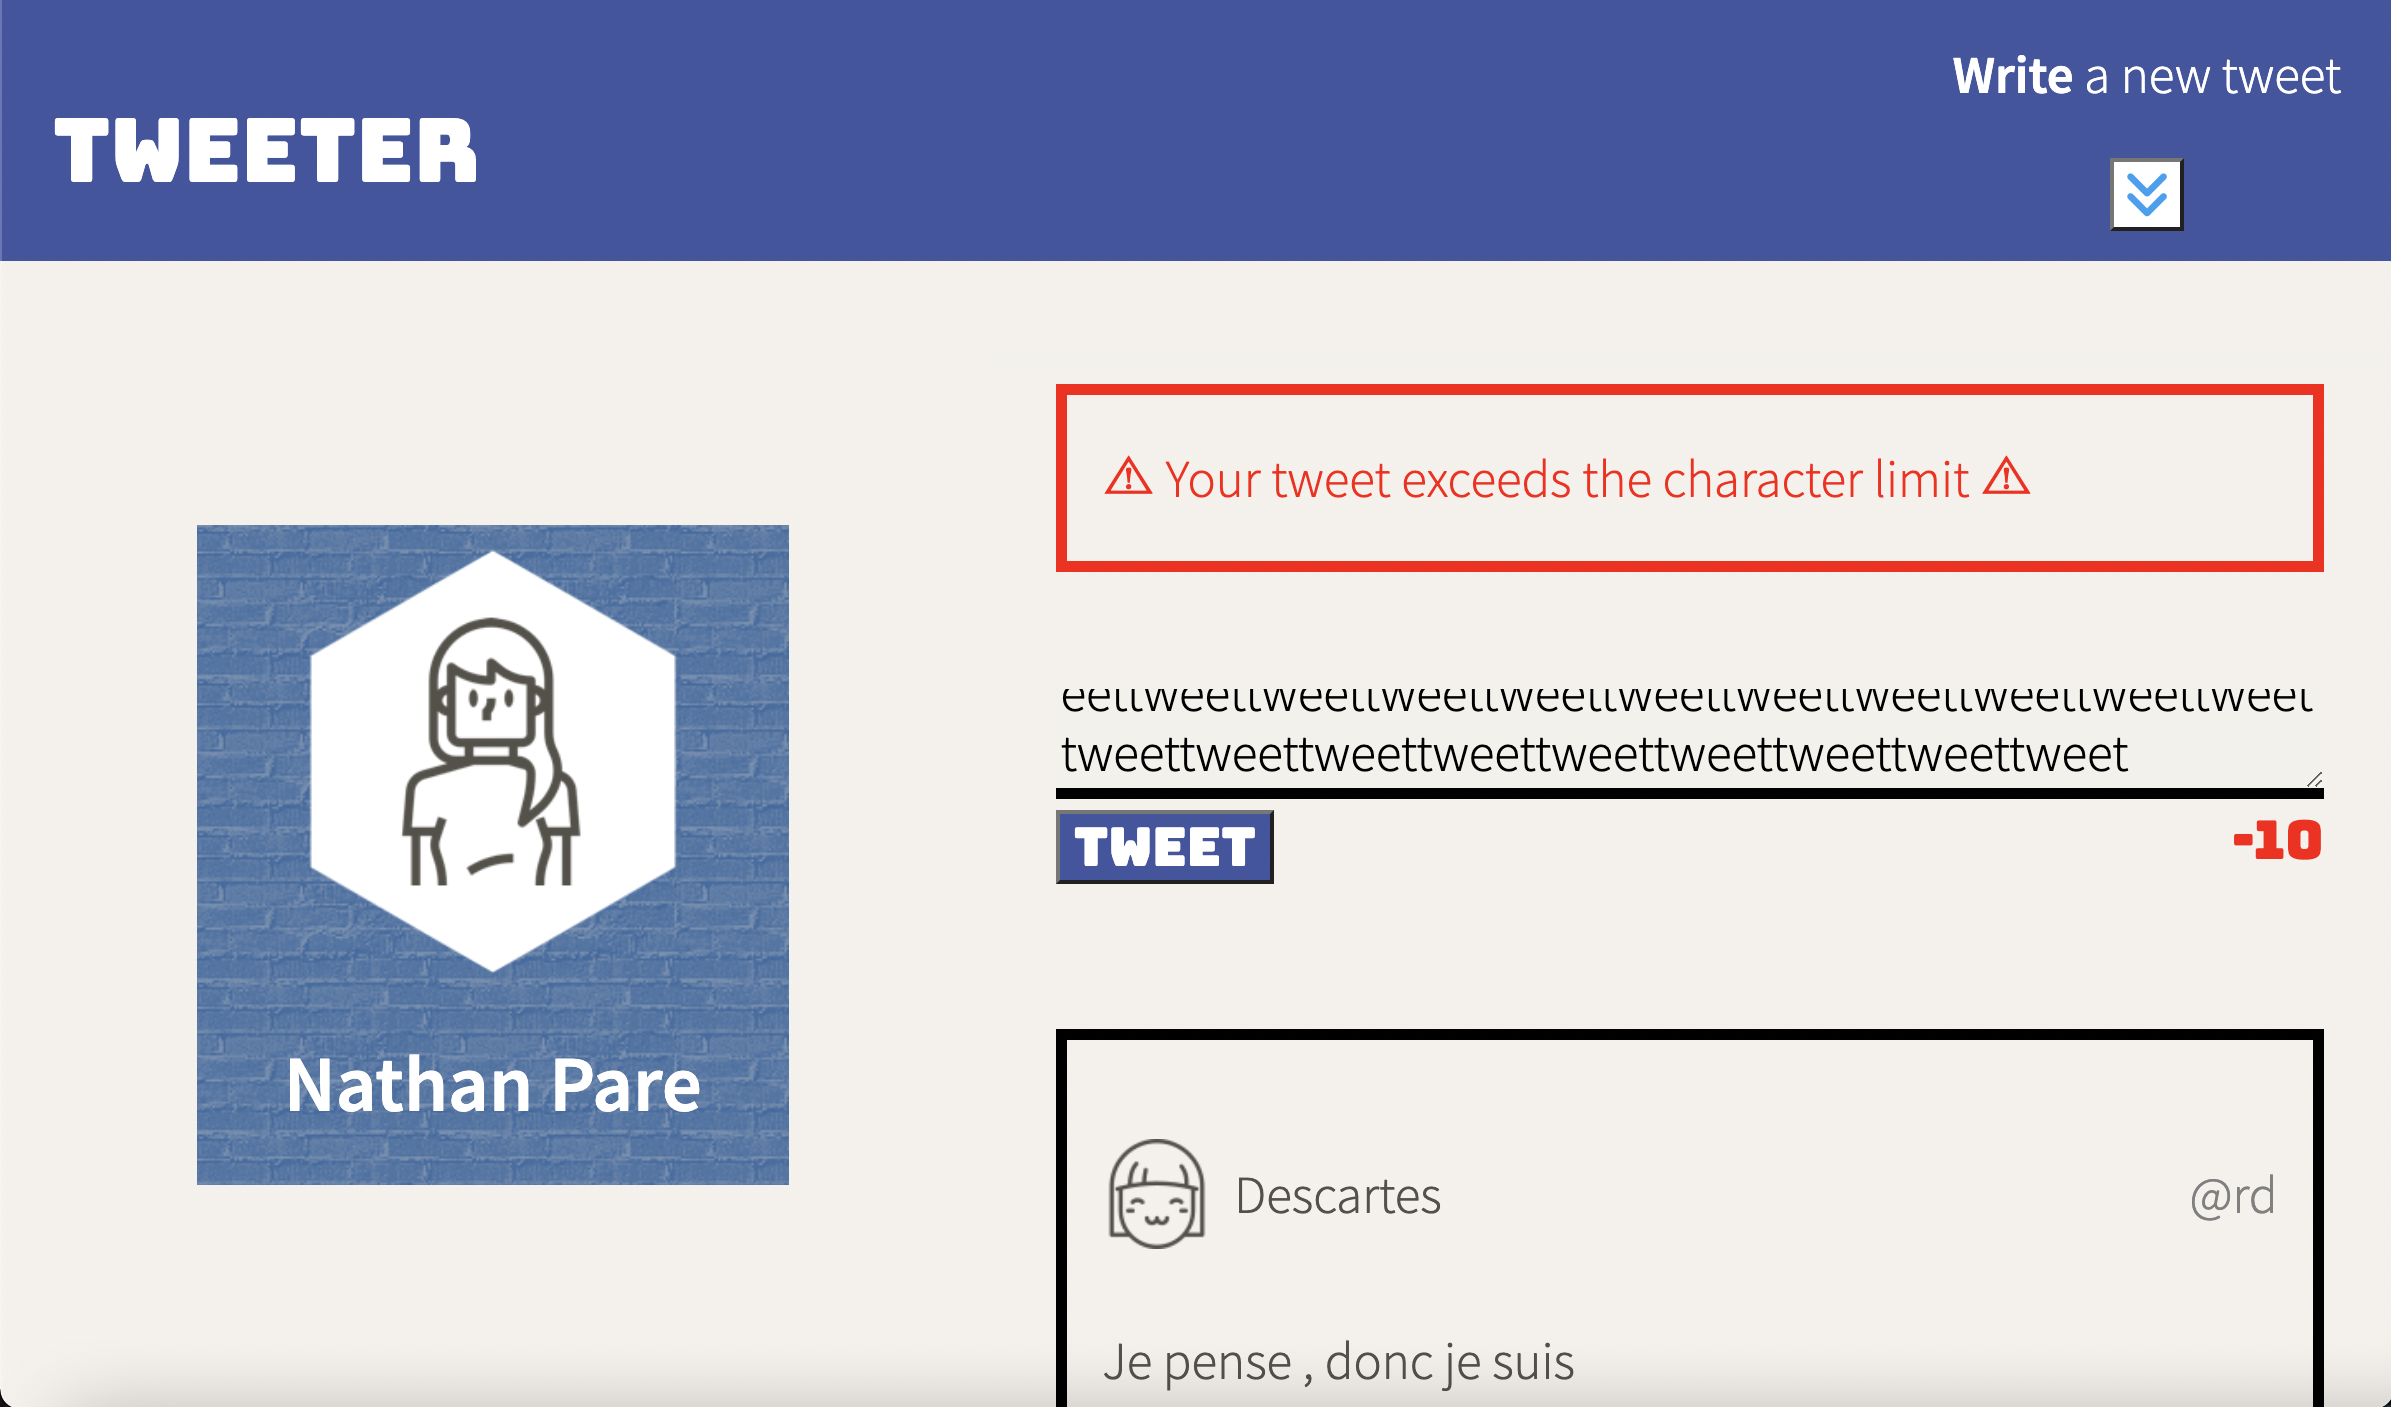 Write a new tweet
TWEETER
⚠ Your tweet exceeds the character limit ⚠
eettweettweettweettweettweettweettweettweettweettweet
tweettweettweettweettweettweettweettweettweet
TWEET
-10
Nathan Pare
Descartes
@rd
Je pense , donc je suis